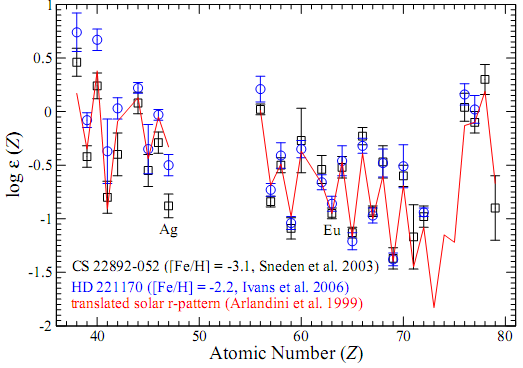 1
0.5
0
-0.5
-1
-1.5
-2
log ε (Z)
Ag
Eu
CS 22892-052 ([Fe/H] = -3.1, Sneden et al. 2003)
HD 221170 ([Fe/H] = -2.2, Ivans et al. 2006)
translated solar r-pattern (Arlandini et al. 1999)
40 50 60 70 80
Atomic Number (Z)